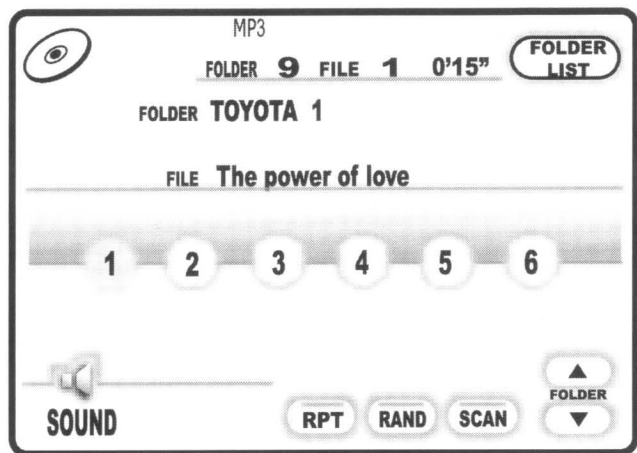 MP3
FOLDER 9 FILE 1 0'15"
FOLDER LIST
FOLDER TOYOTA 1
FILE The power of love
1 2 3 4 5 6
SOUND
RPT RAND SCAN
▲
FOLDER
▼